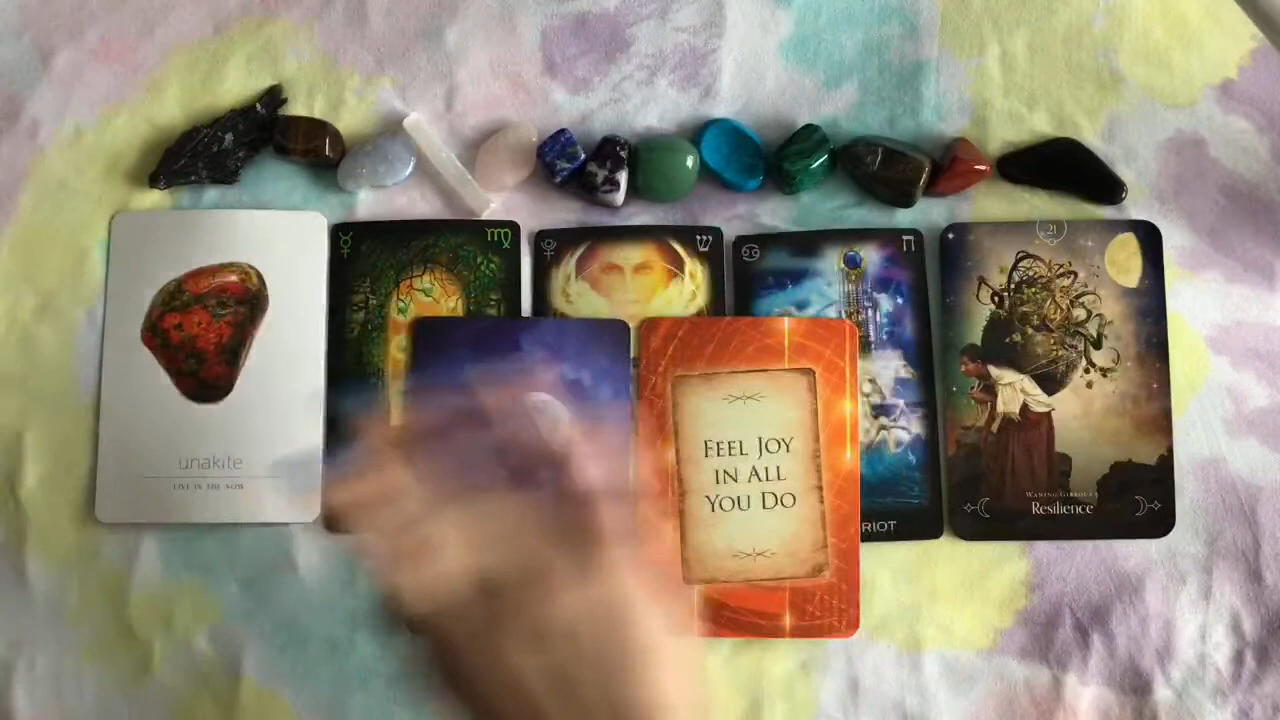 unakite
LIVE IN THE NOW
FEEL JOY
IN ALL
YOU DO
RIOT
21
WANING GIBBOUS
Resilience
ש
ח